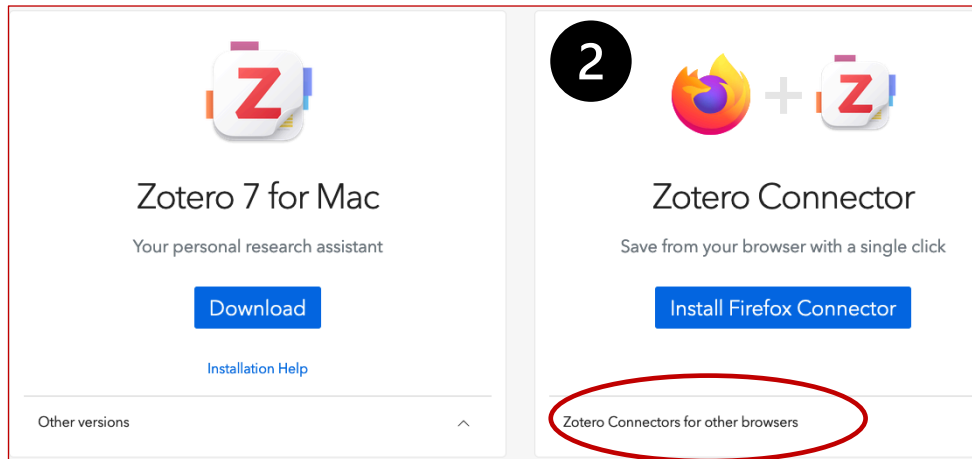 Z
Zotero 7 for Mac
Your personal research assistant
Download
Installation Help
Other versions
2
Z
Zotero Connector
Save from your browser with a single click
Install Firefox Connector
Zotero Connectors for other browsers